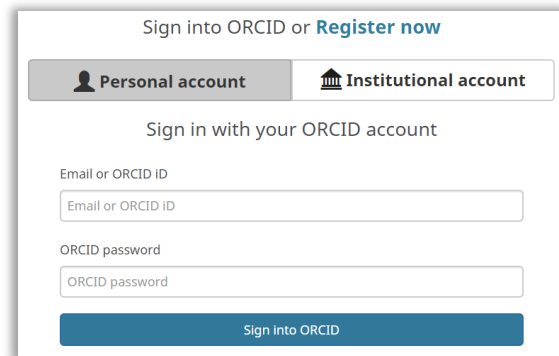 Sign into ORCID or Register now
Personal account
Institutional account
Sign in with your ORCID account
Email or ORCID iD
Email or ORCID iD
ORCID password
ORCID password
Sign into ORCID